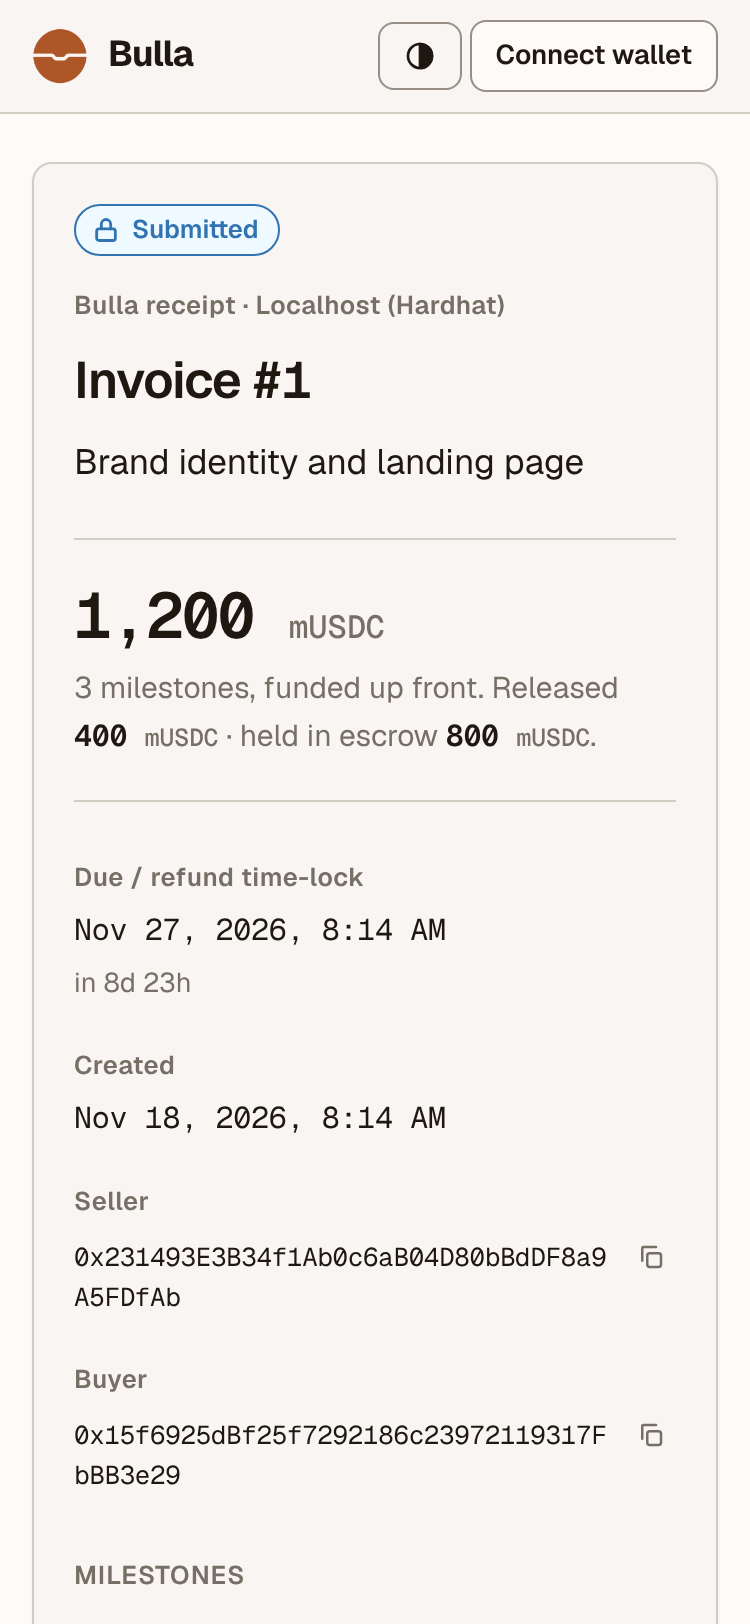 Bulla
Connect wallet
Submitted
Bulla receipt · Localhost (Hardhat)
Invoice #1
Brand identity and landing page
1,200 mUSDC
3 milestones, funded up front. Released
400 mUSDC · held in escrow 800 mUSDC.
Due / refund time-lock
Nov 27, 2026, 8:14 AM
in 8d 23h
Created
Nov 18, 2026, 8:14 AM
Seller
0x231493E3B34f1Ab0c6aB04D80bBdDF8a9
A5FDfAb
Buyer
0x15f6925dBf25f7292186c23972119317F
bBB3e29
MILESTONES